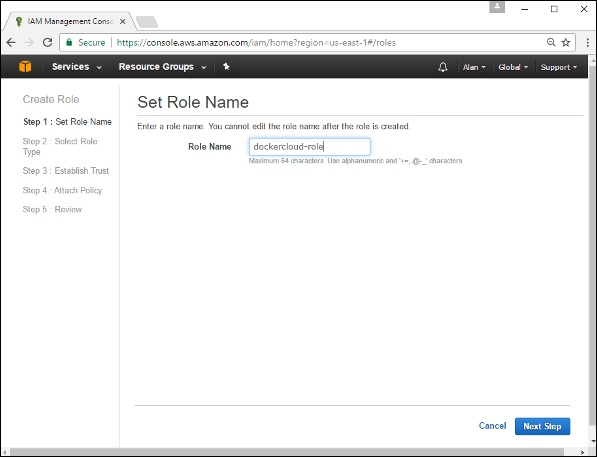 IAM Management Conso
Secure https://console.aws.amazon.com/iam/home?region=us-east-1#/roles
Services Resource Groups Alan Global Support
Create Role
Step 1 : Set Role Name
Step 2 : Select Role
Type
Step 3 : Establish Trust
Step 4 : Attach Policy
Step 5 : Review
Set Role Name
Enter a role name. You cannot edit the role name after the role is created.
Role Name dockercloud-role
Maximum 64 characters. Use alphanumeric and '+=,.@-_' characters
Cancel Next Step